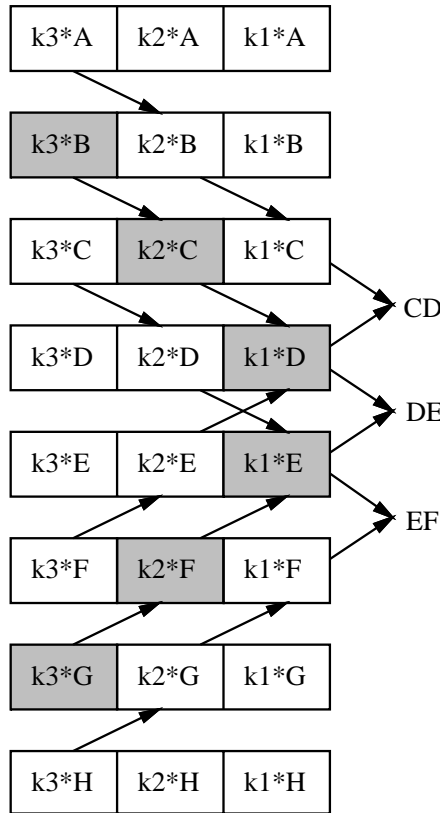 k3*A k2*A k1*A
k3*B k2*B k1*B
k3*C k2*C k1*C
CD
k3*D k2*D k1*D
DE
k3*E k2*E k1*E
EF
k3*F k2*F k1*F
k3*G k2*G k1*G
k3*H k2*H k1*H